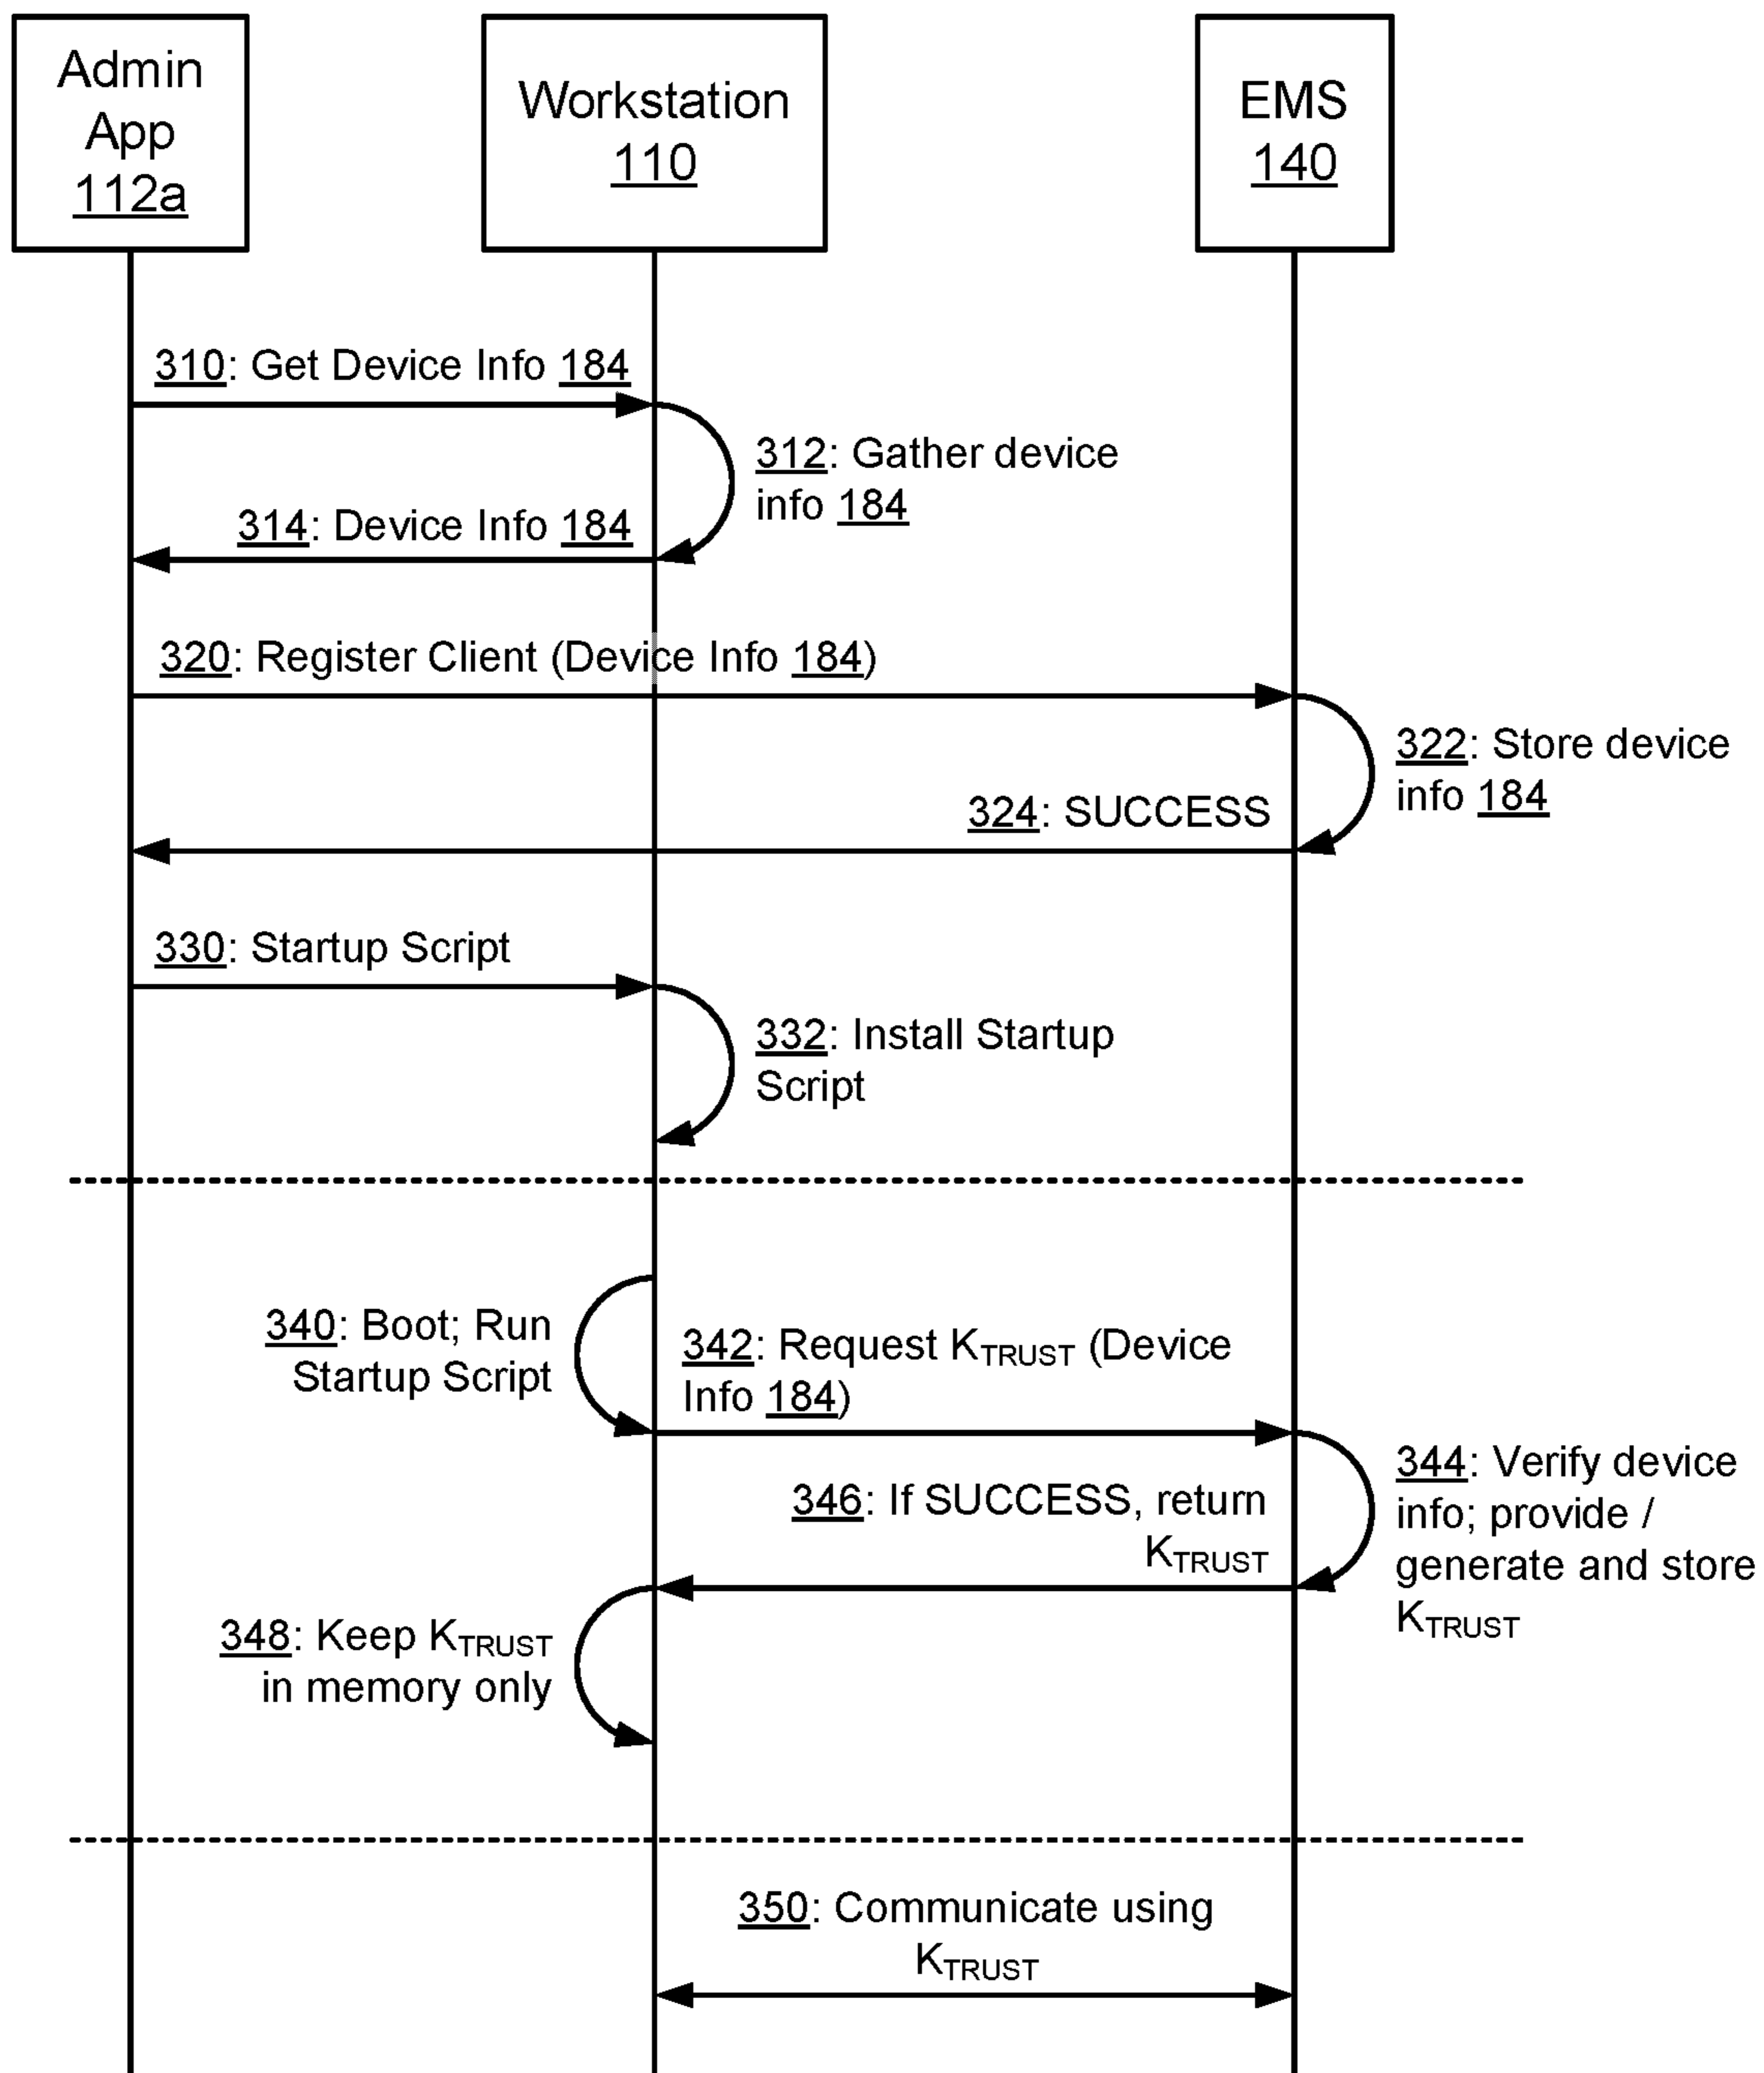 Admin
App
112a
Workstation
110
EMS
140
310: Get Device Info 184
312: Gather device
info 184
314: Device Info 184
320: Register Client (Device Info 184)
322: Store device
info 184
324: SUCCESS
330: Startup Script
332: Install Startup
Script
340: Boot; Run
Startup Script
342: Request KTRUST (Device
Info 184)
344: Verify device
info; provide /
generate and store
KTRUST
346: If SUCCESS, return
KTRUST
348: Keep KTRUST
in memory only
350: Communicate using
KTRUST